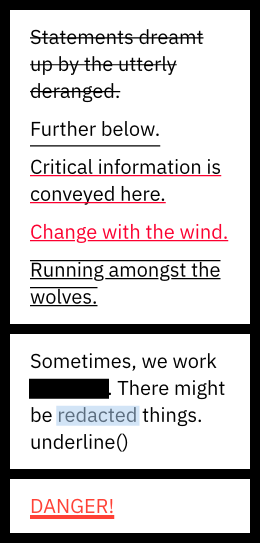 Statements dreamt
up by the utterly
deranged.
Further below.
Critical information is
conveyed here.
Change with the wind.
Running amongst the
wolves.
Sometimes, we work
. There might
be redacted things.
underline()
DANGER!